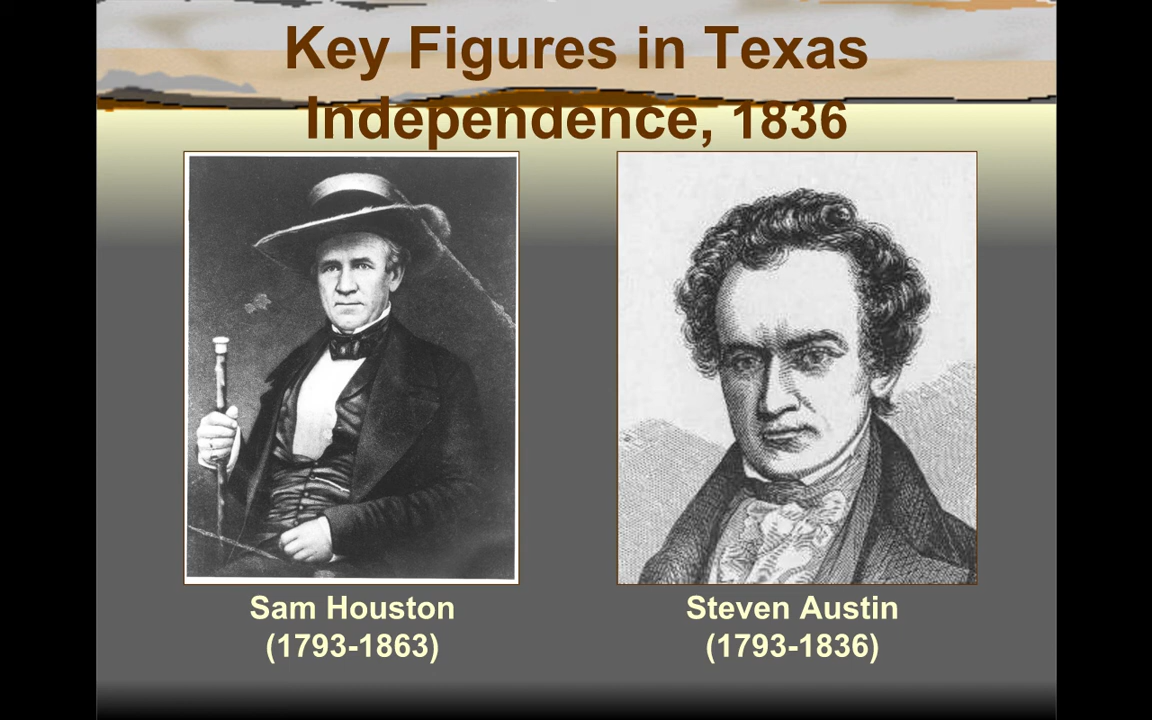 Key Figures in Texas
Independence, 1836
Sam Houston
(1793-1863)
Steven Austin
(1793-1836)